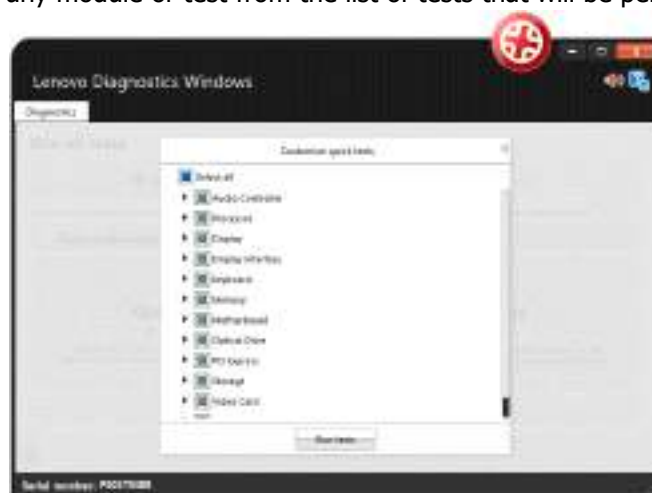 any module or test from the list of tests that will be pe
Lenovo Diagnostics Windows
Diagnostics
Customize quick tests
Select all
Audio Controller
Processor
Display
Display Interface
Keyboard
Memory
Motherboard
Optical Drive
PCI Express
Storage
Video Card
Run tests
Serial number: